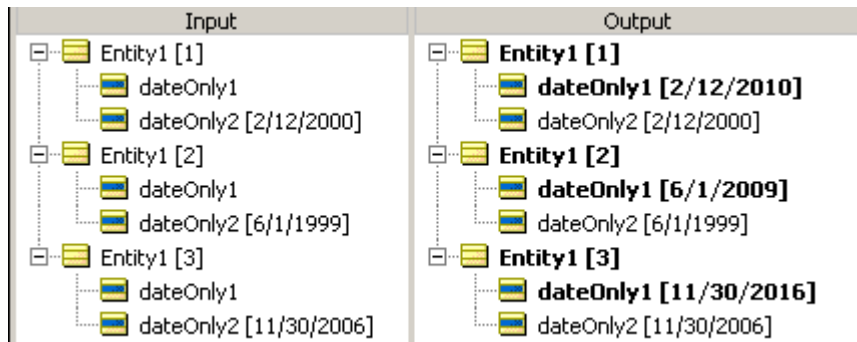 Input
Entity1 [1]
dateOnly1
dateOnly2 [2/12/2000]
Entity1 [2]
dateOnly1
dateOnly2 [6/1/1999]
Entity1 [3]
dateOnly1
dateOnly2 [11/30/2006]
Output
Entity1 [1]
dateOnly1 [2/12/2010]
dateOnly2 [2/12/2000]
Entity1 [2]
dateOnly1 [6/1/2009]
dateOnly2 [6/1/1999]
Entity1 [3]
dateOnly1 [11/30/2016]
dateOnly2 [11/30/2006]